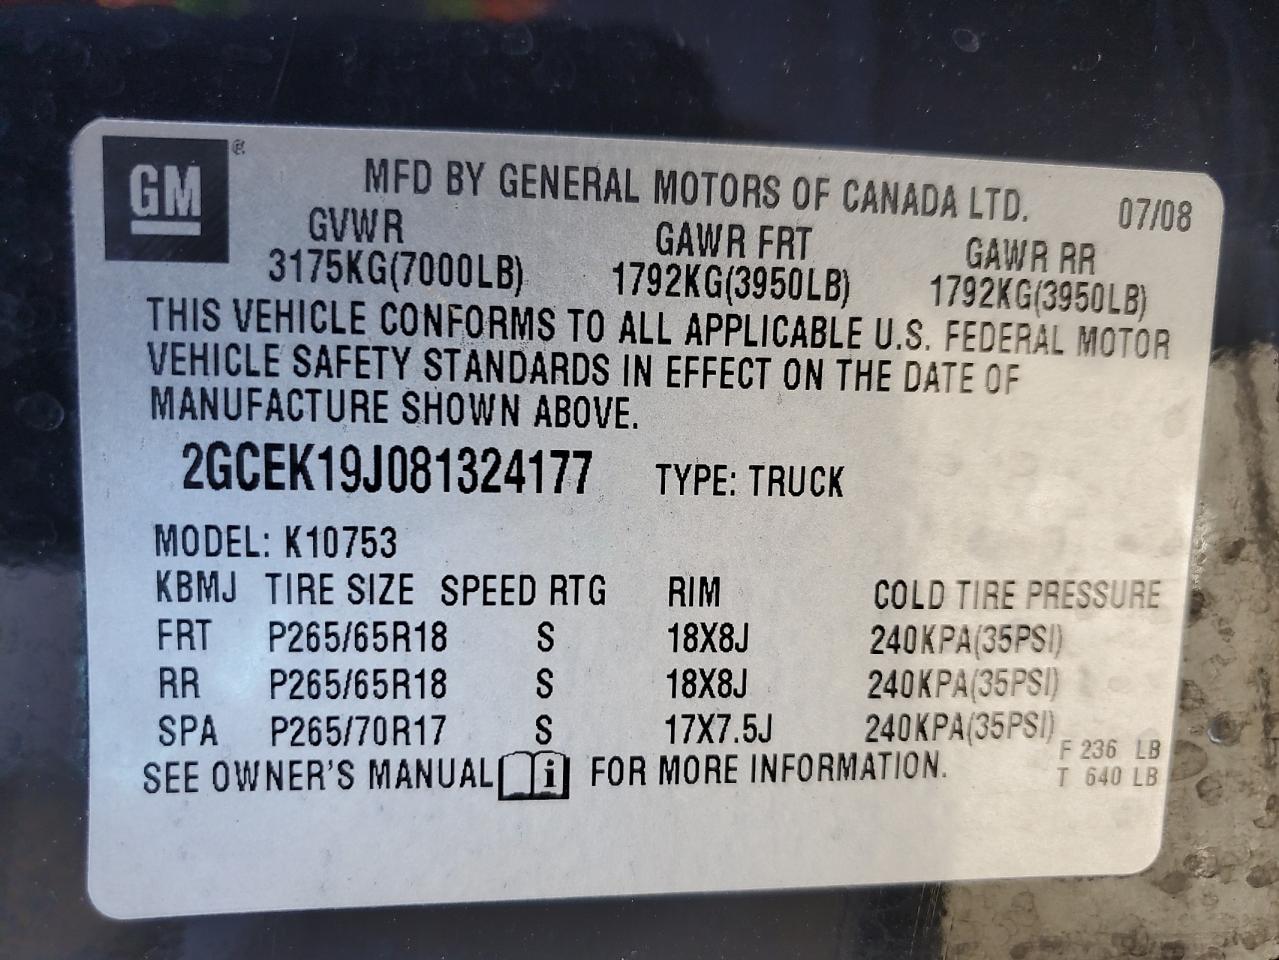 GM ®
MFD BY GENERAL MOTORS OF CANADA LTD. 07/08
GVWR GAWR FRT GAWR RR
3175KG(7000LB) 1792KG(3950LB) 1792KG(3950LB)
THIS VEHICLE CONFORMS TO ALL APPLICABLE U.S. FEDERAL MOTOR
VEHICLE SAFETY STANDARDS IN EFFECT ON THE DATE OF
MANUFACTURE SHOWN ABOVE.
2GCEK19J081324177 TYPE: TRUCK
MODEL: K10753
KBMJ TIRE SIZE SPEED RTG RIM COLD TIRE PRESSURE
FRT P265/65R18 S 18X8J 240KPA(35PSI)
RR P265/65R18 S 18X8J 240KPA(35PSI)
SPA P265/70R17 S 17X7.5J 240KPA(35PSI)
F 236 LB
SEE OWNER'S MANUAL i FOR MORE INFORMATION. T 640 LB